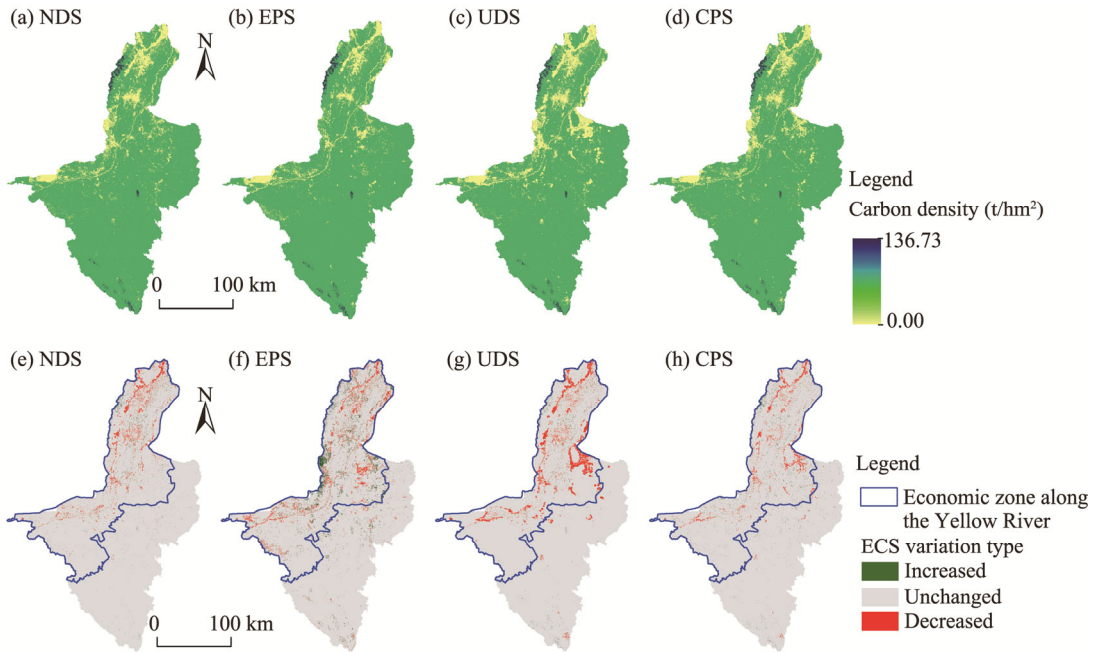 (a) NDS
(b) EPS
(c) UDS
(d) CPS
N
Legend
Carbon density (t/hm²)
136.73
0.00
0 100 km
(e) NDS
(f) EPS
(g) UDS
(h) CPS
N
Legend
Economic zone along
the Yellow River
ECS variation type
Increased
Unchanged
Decreased
0 100 km